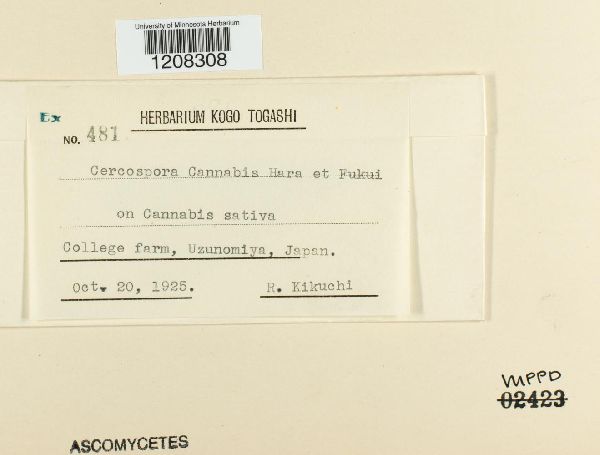 University of Minnesota Herbarium
1208308
Ex HERBARIUM KOGO TOGASHI
NO. 481
Cercospora Cannabis Hara et Fukui
on Cannabis sativa
College farm, Uzunomiya, Japan.
Oct. 20, 1925. R. Kikuchi
MPPD
02423
ASCOMYCETES